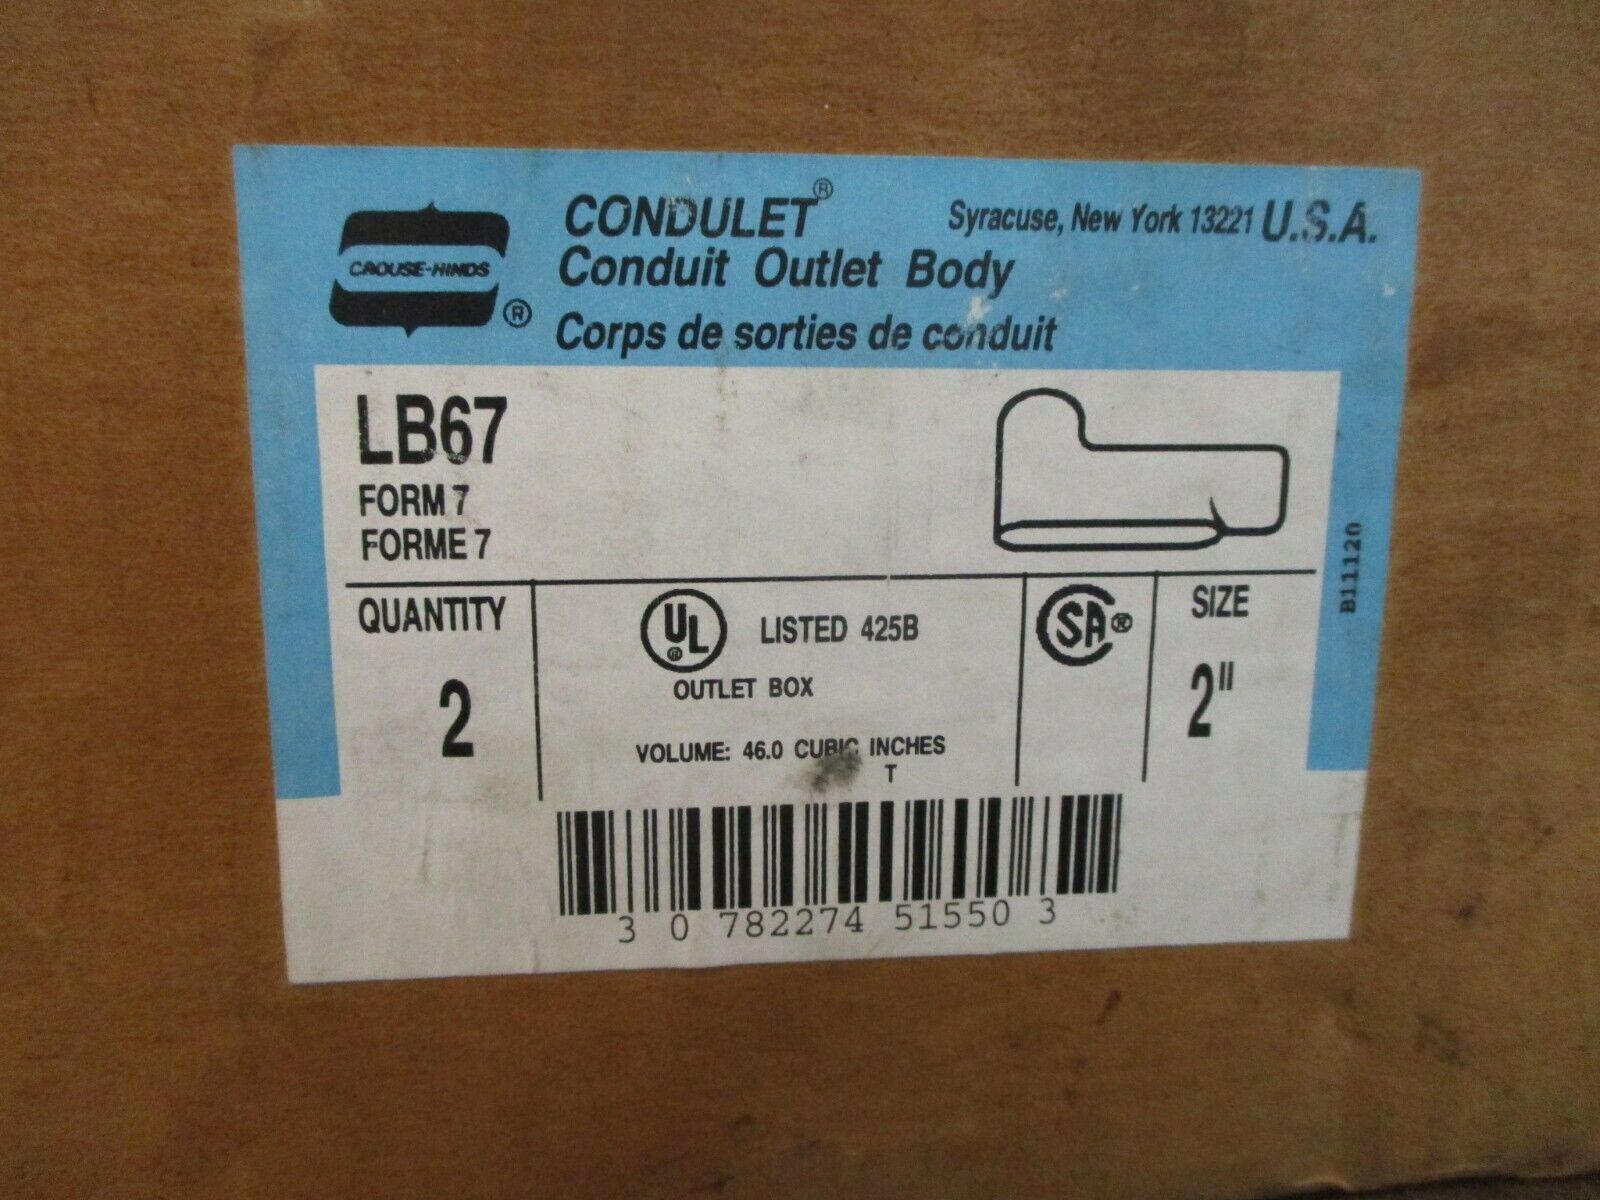 CROUSE-HINDS
®
CONDULET®
Conduit Outlet Body
Corps de sorties de conduit
Syracuse, New York 13221 U.S.A.
LB67
FORM 7
FORME 7
B11120
QUANTITY
2
UL ®
LISTED 425B
OUTLET BOX
VOLUME: 46.0 CUBIC INCHES
T
SA ®
SIZE
2"
3 0 782274 51550 3